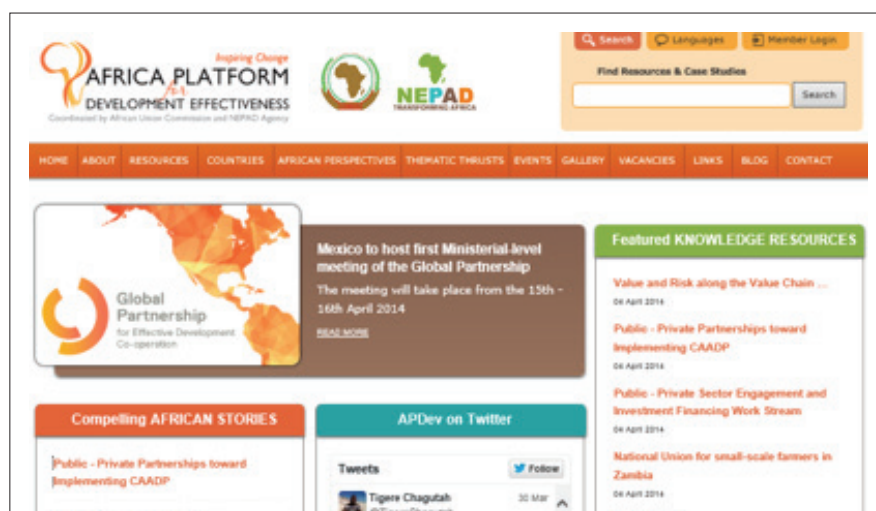 Search
Languages
Member Login
Inspiring Change
AFRICA PLATFORM
for
DEVELOPMENT EFFECTIVENESS
Coordinated by African Union Commission and NEPAD Agency
NEPAD
TRANSFORMING AFRICA
Find Resources & Case Studies
Search
HOME ABOUT RESOURCES COUNTRIES AFRICAN PERSPECTIVES THEMATIC THRUSTS EVENTS GALLERY VACANCIES LINKS BLOG CONTACT
Global
Partnership
for Effective Development
Co-operation
Mexico to host first Ministerial-level
meeting of the Global Partnership
The meeting will take place from the 15th -
16th April 2014
READ MORE
Featured KNOWLEDGE RESOURCES
Value and Risk along the Value Chain ...
04 April 2014
Public - Private Partnerships toward
Implementing CAADP
04 April 2014
Public - Private Sector Engagement and
Investment Financing Work Stream
04 April 2014
National Union for small-scale farmers in
Zambia
04 April 2014
Compelling AFRICAN STORIES
Public - Private Partnerships toward
Implementing CAADP
APDev on Twitter
Tweets
Follow
Tigere Chagutah
30 Mar